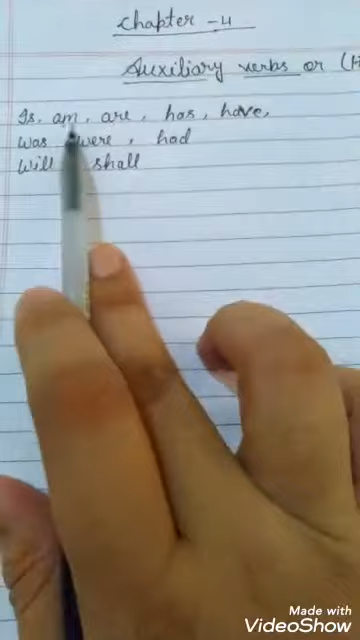 Chapter - 4
Auxiliary verbs or (H
Is, am, are, has, have,
Was, were, had
Will shall
Made with
VideoShow